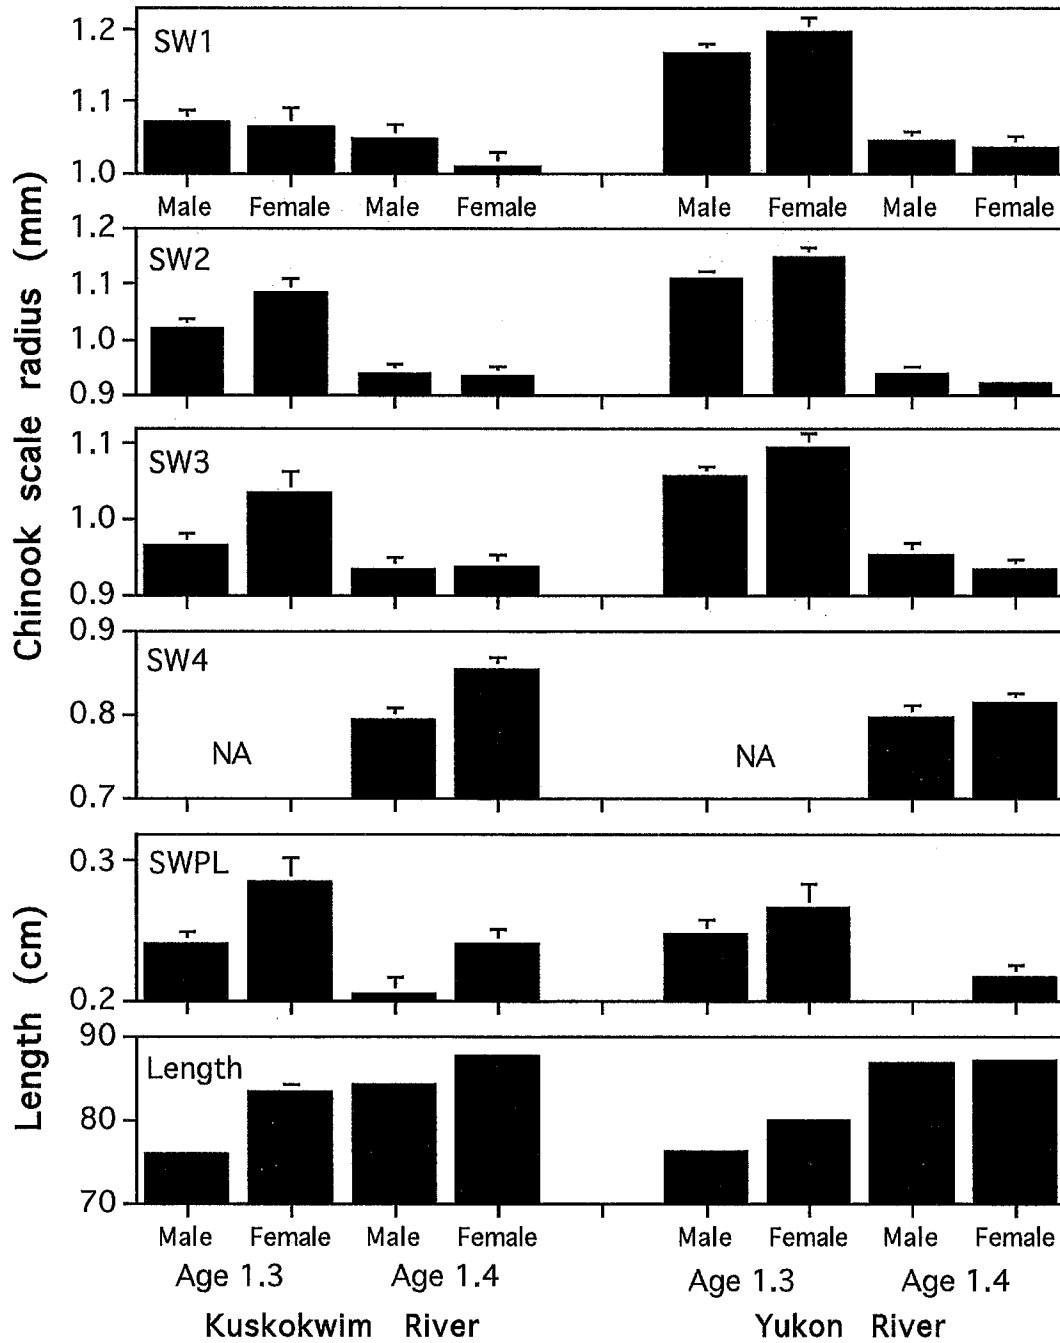 Chinook scale radius (mm)
Length (cm)
SW1
1.2
1.1
1.0
Male Female Male Female Male Female Male Female
SW2
1.2
1.1
1.0
0.9
SW3
1.1
1.0
0.9
SW4
0.9
0.8
0.7
NA NA
SWPL
0.3
0.2
Length
90
80
70
Male Female Male Female Male Female Male Female
Age 1.3 Age 1.4 Age 1.3 Age 1.4
Kuskokwim River Yukon River